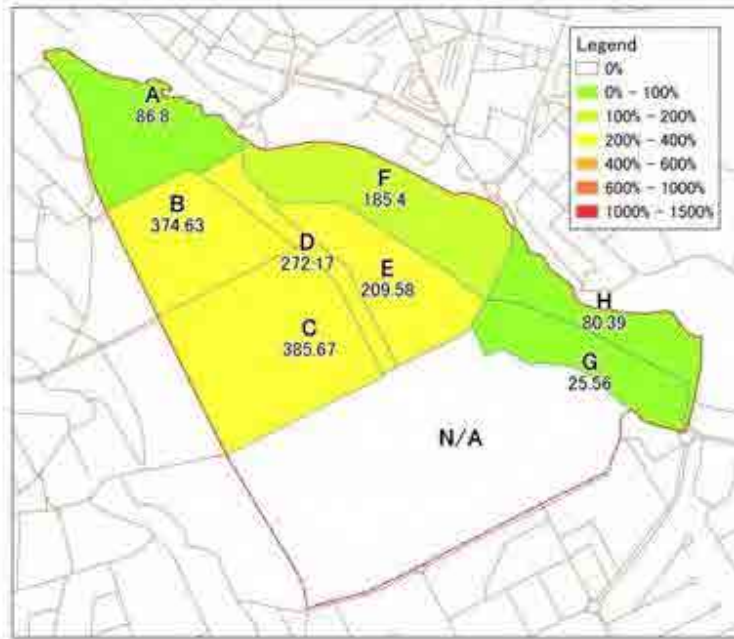 Legend
0%
0% - 100%
100% - 200%
200% - 400%
400% - 600%
600% - 1000%
1000% - 1500%
A
86.8
B
374.63
F
185.4
D
272.17
E
209.58
C
385.67
H
80.39
G
25.56
N/A